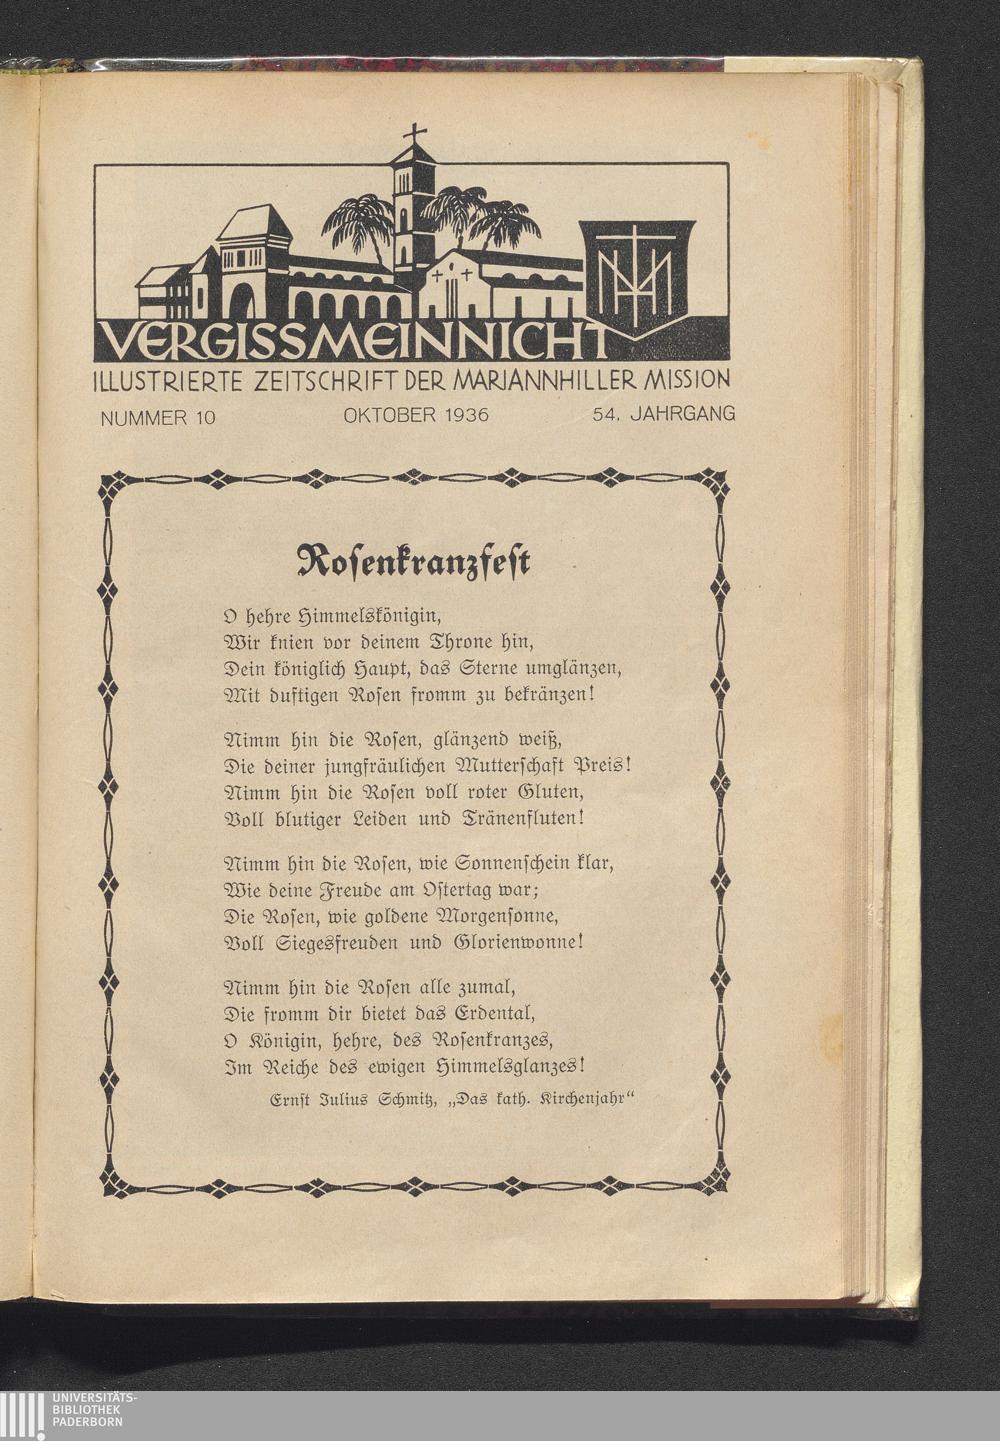 VERGISSMEINNICHT
ILLUSTRIERTE ZEITSCHRIFT DER MARIANNHILLER MISSION
NUMMER 10 OKTOBER 1936 54. JAHRGANG
Rosenkranzfest
O hehre Himmelskönigin,
Wir knien vor deinem Throne hin,
Dein königlich Haupt, das Sterne umglänzen,
Mit duftigen Rosen fromm zu bekränzen!
Nimm hin die Rosen, glänzend weiß,
Die deiner jungfräulichen Mutterschaft Preis!
Nimm hin die Rosen voll roter Gluten,
Voll blutiger Leiden und Tränenfluten!
Nimm hin die Rosen, wie Sonnenschein klar,
Wie deine Freude am Ostertag war;
Die Rosen, wie goldene Morgensonne,
Voll Siegesfreuden und Glorienwonne!
Nimm hin die Rosen alle zumal,
Die fromm dir bietet das Erdental,
O Königin, hehre, des Rosenkranzes,
Im Reiche des ewigen Himmelsglanzes!
Ernst Julius Schmitz, „Das kath. Kirchenjahr“
UNIVERSITÄTS-
BIBLIOTHEK
PADERBORN